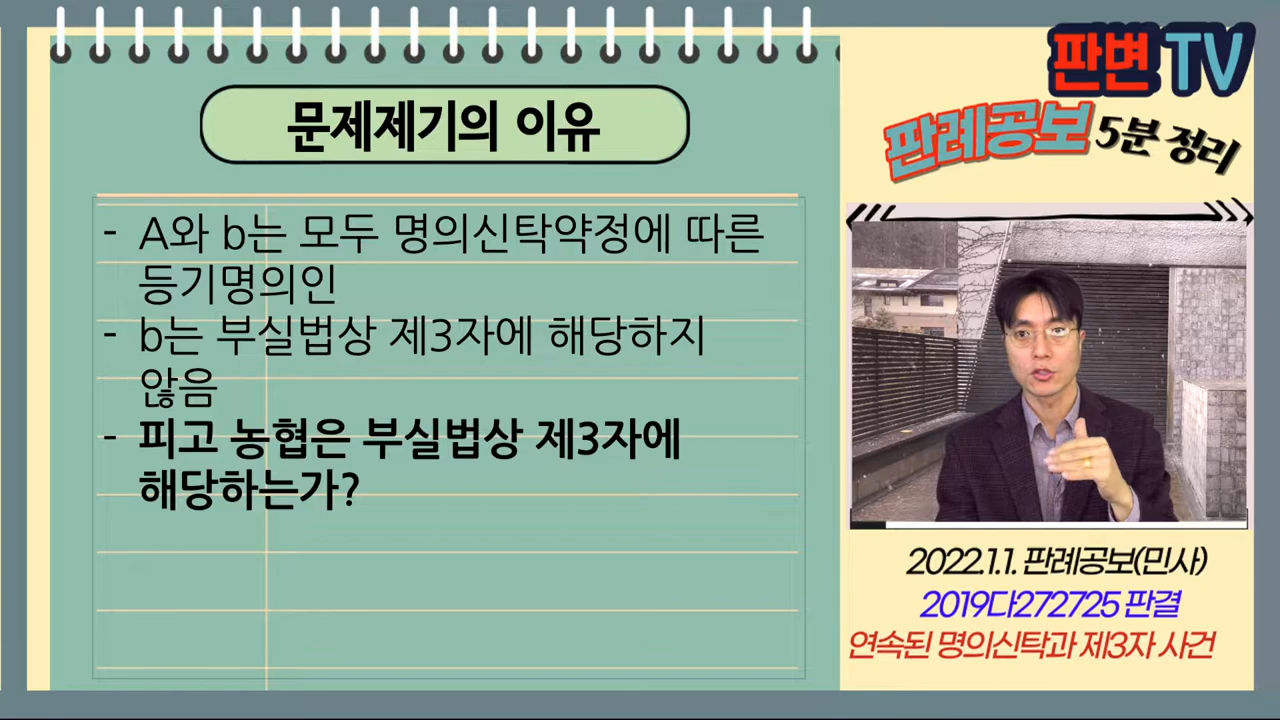 문제제기의 이유
- A와 b는 모두 명의신탁약정에 따른
등기명의인
- b는 부실법상 제3자에 해당하지
않음
- 피고 농협은 부실법상 제3자에
해당하는가?
판변 TV
판례공보 5분 정리
2022.1.1. 판례공보(민사)
2019다272725 판결
연속된 명의신탁과 제3자 사건